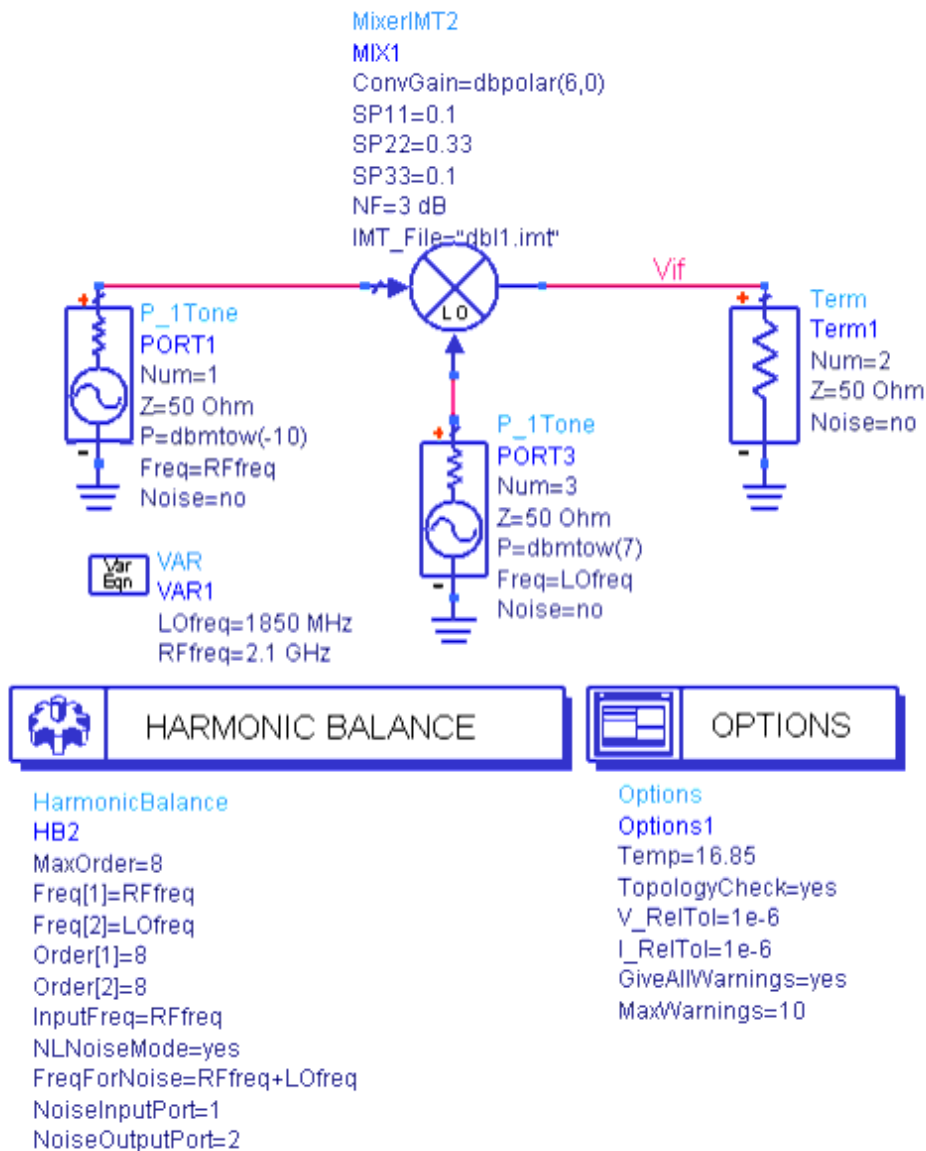 MixerIMT2
MIX1
ConvGain=dbpolar(6,0)
SP11=0.1
SP22=0.33
SP33=0.1
NF=3 dB
IMT_File="dbl1.imt"
LO
Vif
+
P_1Tone
PORT1
Num=1
Z=50 Ohm
P=dbmtow(-10)
Freq=RFfreq
Noise=no
-
+
P_1Tone
PORT3
Num=3
Z=50 Ohm
P=dbmtow(7)
Freq=LOfreq
Noise=no
-
+
Term
Term1
Num=2
Z=50 Ohm
Noise=no
-
Var
Eqn
VAR
VAR1
LOfreq=1850 MHz
RFfreq=2.1 GHz
HARMONIC BALANCE
HarmonicBalance
HB2
MaxOrder=8
Freq[1]=RFfreq
Freq[2]=LOfreq
Order[1]=8
Order[2]=8
InputFreq=RFfreq
NLNoiseMode=yes
FreqForNoise=RFfreq+LOfreq
NoiseInputPort=1
NoiseOutputPort=2
OPTIONS
Options
Options1
Temp=16.85
TopologyCheck=yes
V_RelTol=1e-6
I_RelTol=1e-6
GiveAllWarnings=yes
MaxWarnings=10